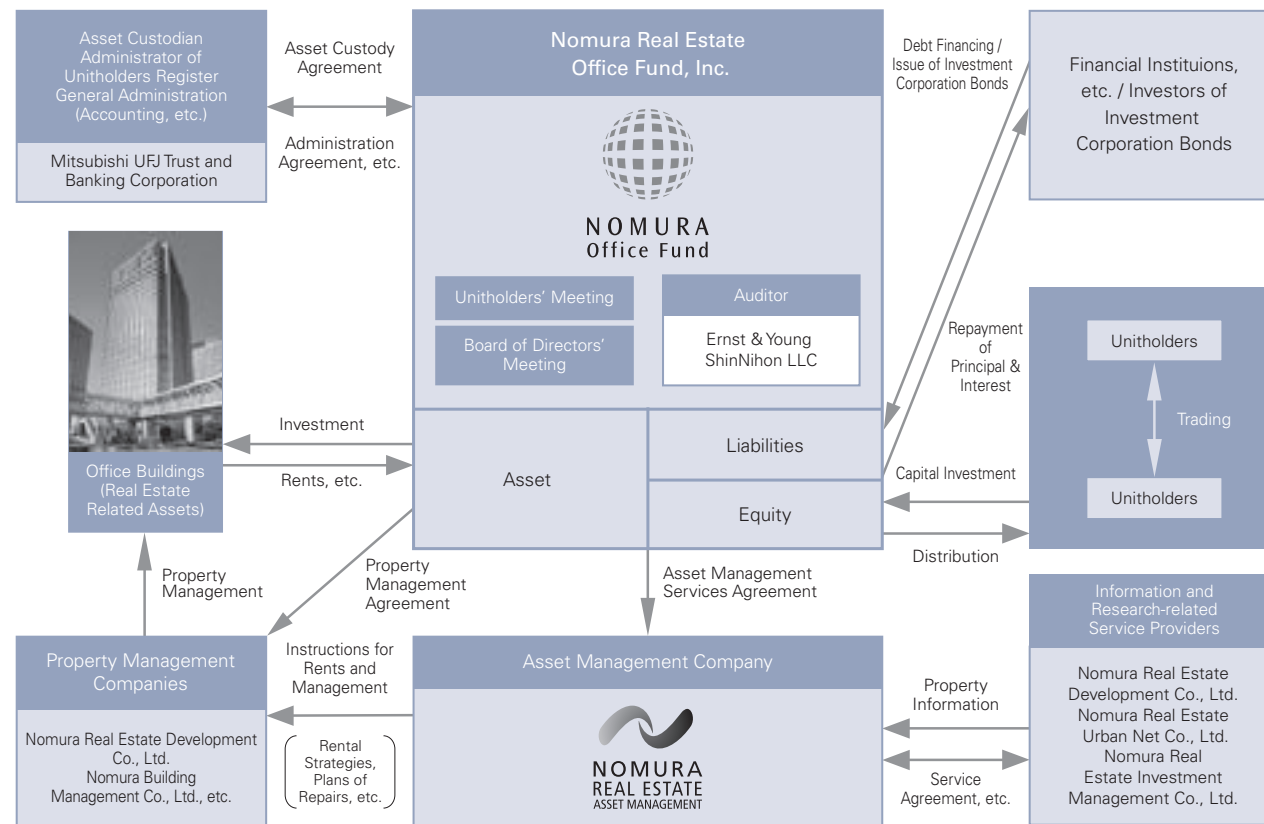 Asset Custodian
Administrator of
Unitholders Register
General Administration
(Accounting, etc.)
Mitsubishi UFJ Trust and
Banking Corporation
Asset Custody
Agreement
Administration
Agreement, etc.
Nomura Real Estate
Office Fund, Inc.
NOMURA
Office Fund
Unitholders' Meeting
Board of Directors'
Meeting
Auditor
Ernst & Young
ShinNihon LLC
Debt Financing /
Issue of Investment
Corporation Bonds
Financial Instituions,
etc. / Investors of
Investment
Corporation Bonds
Repayment
of
Principal &
Interest
Unitholders
Trading
Unitholders
Investment
Rents, etc.
Office Buildings
(Real Estate
Related Assets)
Asset
Liabilities
Equity
Capital Investment
Distribution
Property
Management
Property
Management
Agreement
Asset Management
Services Agreement
Information and
Research-related
Service Providers
Nomura Real Estate
Development Co., Ltd.
Nomura Real Estate
Urban Net Co., Ltd.
Nomura Real
Estate Investment
Management Co., Ltd.
Property Management
Companies
Nomura Real Estate Development
Co., Ltd.
Nomura Building
Management Co., Ltd., etc.
Instructions for
Rents and
Management
Rental
Strategies,
Plans of
Repairs, etc.
Asset Management Company
NOMURA
REAL ESTATE
ASSET MANAGEMENT
Property
Information
Service
Agreement, etc.